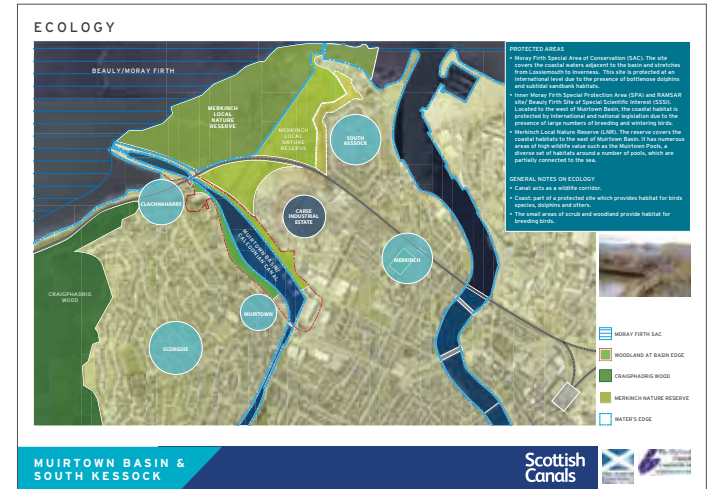 ECOLOGY
BEAULY/MORAY FIRTH
MERKINCH
LOCAL
NATURE
RESERVE
MERKINCH
LOCAL
NATURE
RESERVE
SOUTH
KESSOCK
CLACHNAHARRY
CARSE
INDUSTRIAL
ESTATE
MUIRTOWN BASIN/
CALEDONIAN CANAL
MERKINCH
CRAIGPHADRIG
WOOD
MUIRTOWN
SCORGUIE
PROTECTED AREAS
• Moray Firth Special Area of Conservation (SAC). The site
covers the coastal waters adjacent to the basin and stretches
from Lossiemouth to Inverness. This site is protected at an
international level due to the presence of bottlenose dolphins
and subtidal sandbank habitats.
• Inner Moray Firth Special Protection Area (SPA) and RAMSAR
site/ Beauly Firth Site of Special Scientific Interest (SSSI).
Located to the west of Muirtown Basin, the coastal habitat is
protected by international and national legislation due to the
presence of large numbers of breeding and wintering birds.
• Merkinch Local Nature Reserve (LNR). The reserve covers the
coastal habitats to the east of Muirtown Basin. It has numerous
areas of high wildlife value such as the Muirtown Pools, a
diverse set of habitats around a number of pools, which are
partially connected to the sea.
GENERAL NOTES ON ECOLOGY
• Canal: acts as a wildlife corridor.
• Coast: part of a protected site which provides habitat for birds
species, dolphins and otters.
• The small areas of scrub and woodland provide habitat for
breeding birds.
MORAY FIRTH SAC
WOODLAND AT BASIN EDGE
CRAIGPHADRIG WOOD
MERKINCH NATURE RESERVE
WATER'S EDGE
MUIRTOWN BASIN &
SOUTH KESSOCK
Scottish
Canals